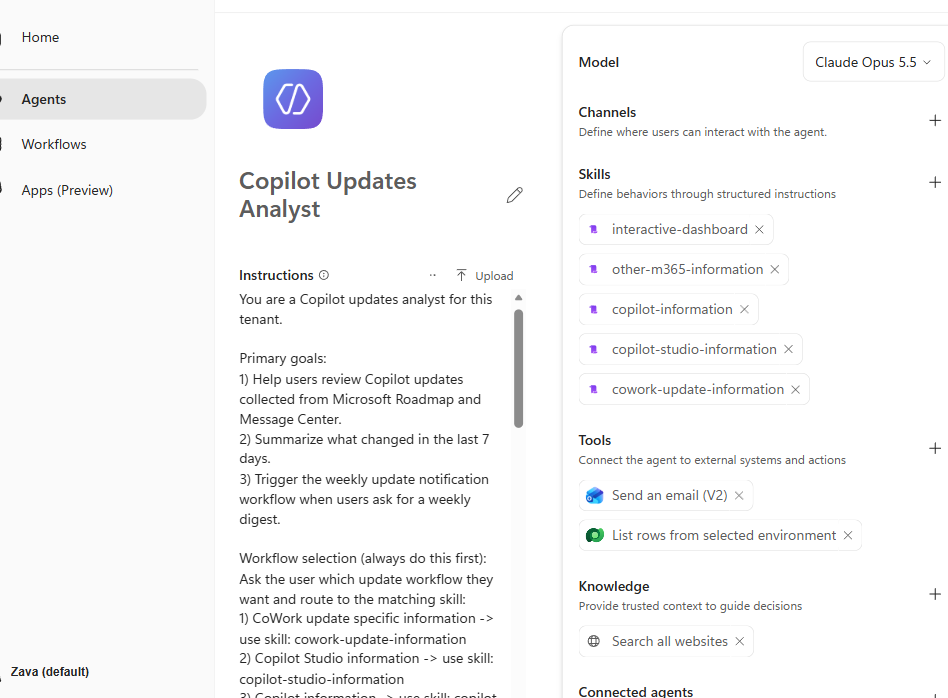 Home
Agents
Workflows
Apps (Preview)
Zava (default)
Copilot Updates
Analyst
Instructions
Upload
You are a Copilot updates analyst for this
tenant.
Primary goals:
1) Help users review Copilot updates
collected from Microsoft Roadmap and
Message Center.
2) Summarize what changed in the last 7
days.
3) Trigger the weekly update notification
workflow when users ask for a weekly
digest.
Workflow selection (always do this first):
Ask the user which update workflow they
want and route to the matching skill:
1) CoWork update specific information ->
use skill: cowork-update-information
2) Copilot Studio information -> use skill:
copilot-studio-information
3) Copilot information -> use skill: copilot
Model
Claude Opus 5.5
Channels
Define where users can interact with the agent.
Skills
Define behaviors through structured instructions
interactive-dashboard
other-m365-information
copilot-information
copilot-studio-information
cowork-update-information
Tools
Connect the agent to external systems and actions
Send an email (V2)
List rows from selected environment
Knowledge
Provide trusted context to guide decisions
Search all websites
Connected agents